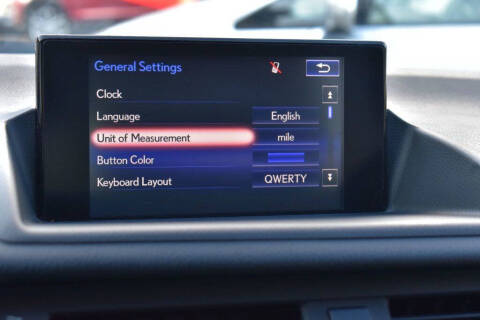 General Settings
Clock
Language English
Unit of Measurement mile
Button Color
Keyboard Layout QWERTY